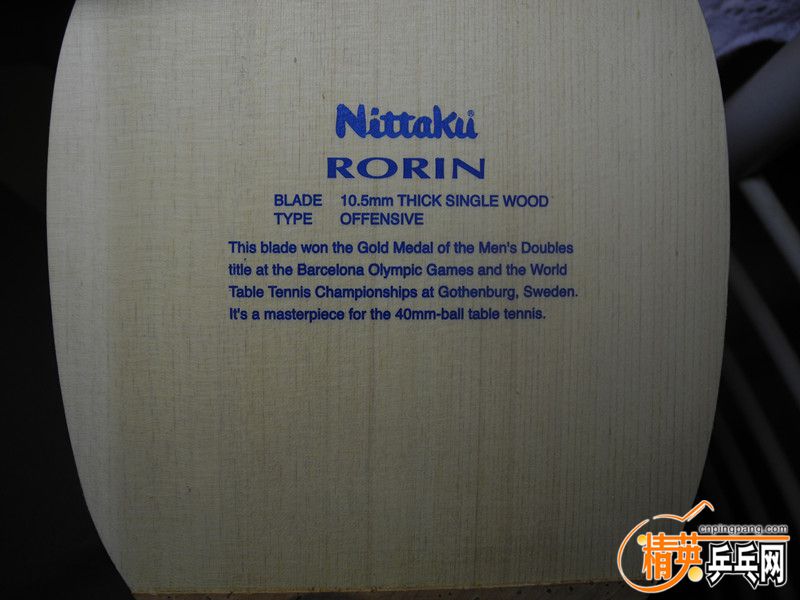 Nittaku®
RORIN
BLADE 10.5mm THICK SINGLE WOOD
TYPE OFFENSIVE
This blade won the Gold Medal of the Men's Doubles
title at the Barcelona Olympic Games and the World
Table Tennis Championships at Gothenburg, Sweden.
It's a masterpiece for the 40mm-ball table tennis.
cnpingpang.com
精英乒乓网